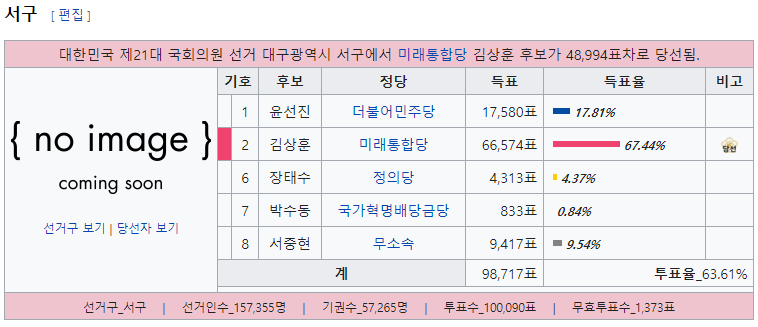 서구 [ 편집 ]
대한민국 제21대 국회의원 선거 대구광역시 서구에서 미래통합당 김상훈 후보가 48,994표차로 당선됨.
{ no image }
coming soon
선거구 보기 | 당선자 보기
기호 후보 정당 득표 득표율 비고
1 윤선진 더불어민주당 17,580표 17.81%
2 김상훈 미래통합당 66,574표 67.44%
6 장태수 정의당 4,313표 4.37%
7 박수동 국가혁명배당금당 833표 0.84%
8 서중현 무소속 9,417표 9.54%
계 98,717표 투표율_63.61%
선거구_서구 | 선거인수_157,355명 | 기권수_57,265명 | 투표수_100,090표 | 무효투표수_1,373표